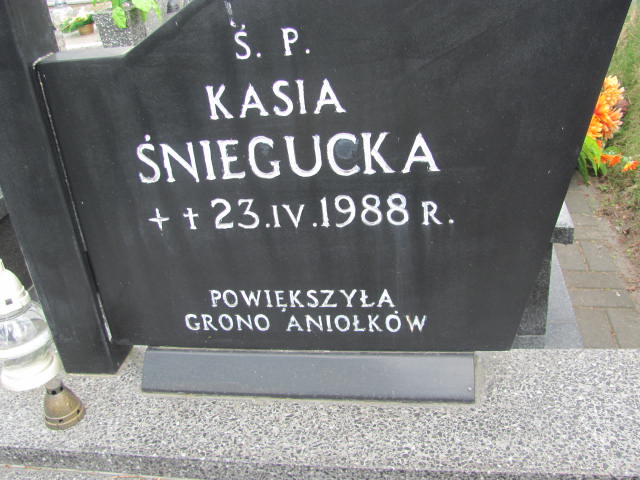 Ś. P.
KASIA
ŚNIEGUCKA
+ † 23.IV.1988 R.
POWIĘKSZYŁA
GRONO ANIOŁKÓW